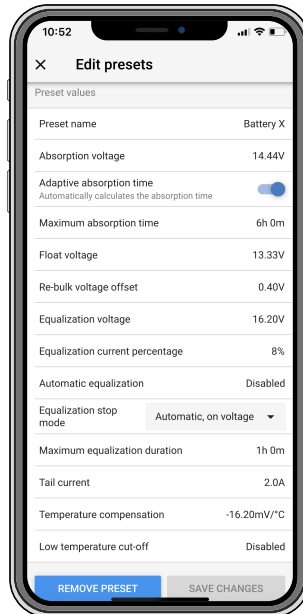 10:52
Edit presets
Preset values
Preset name Battery X
Absorption voltage 14.44V
Adaptive absorption time
Automatically calculates the absorption time
Maximum absorption time 6h 0m
Float voltage 13.33V
Re-bulk voltage offset 0.40V
Equalization voltage 16.20V
Equalization current percentage 8%
Automatic equalization Disabled
Equalization stop
mode Automatic, on voltage
Maximum equalization duration 1h 0m
Tail current 2.0A
Temperature compensation -16.20mV/°C
Low temperature cut-off Disabled
REMOVE PRESET SAVE CHANGES